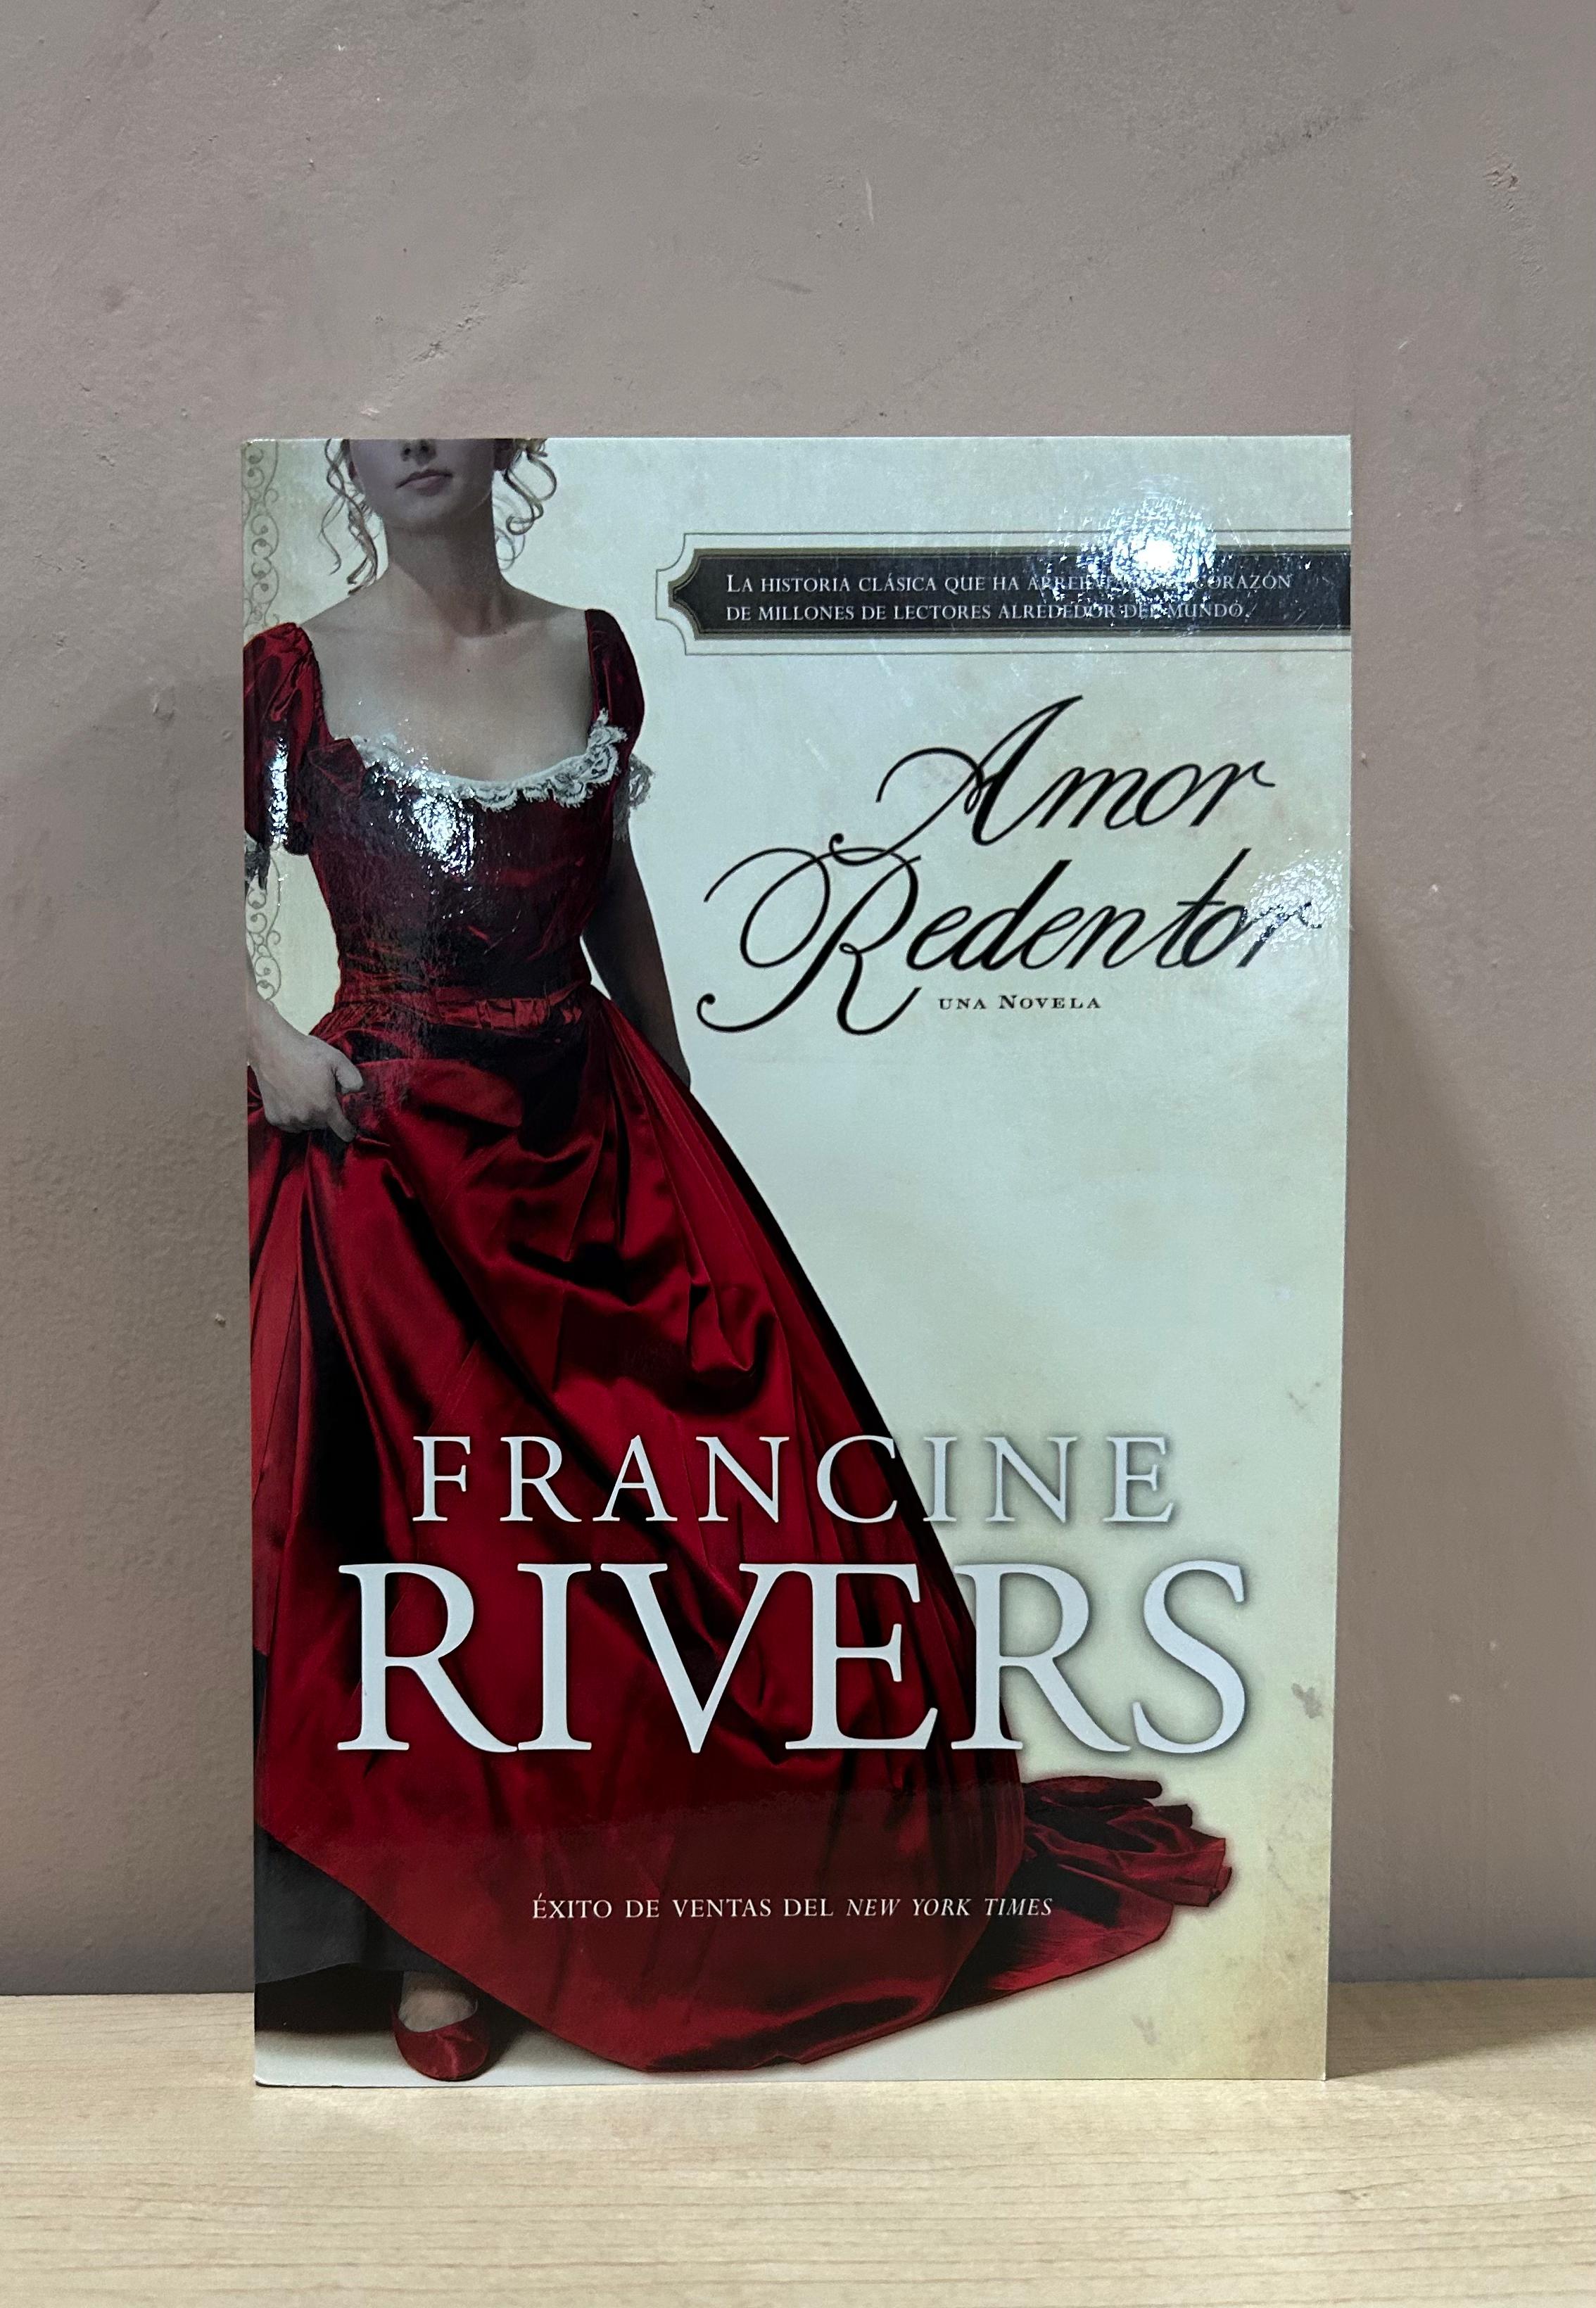 La historia clásica que ha corazón
de millones de lectores alrededor del mundo.
Amor
Redentor
una Novela
FRANCINE
RIVERS
ÉXITO DE VENTAS DEL NEW YORK TIMES